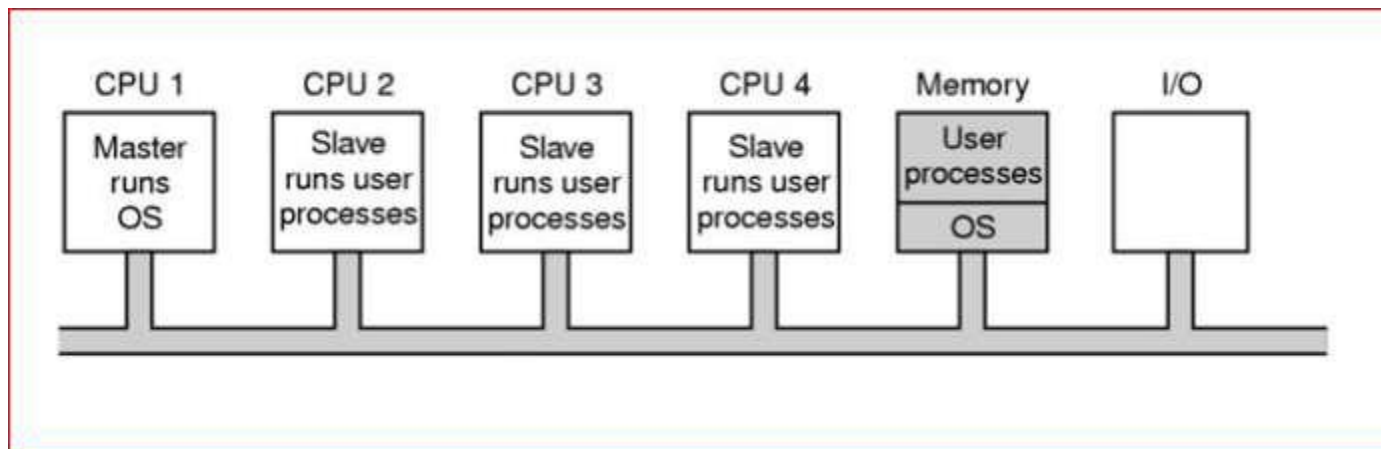 CPU 1
Master
runs
OS
CPU 2
Slave
runs user
processes
CPU 3
Slave
runs user
processes
CPU 4
Slave
runs user
processes
Memory
User
processes
OS
I/O